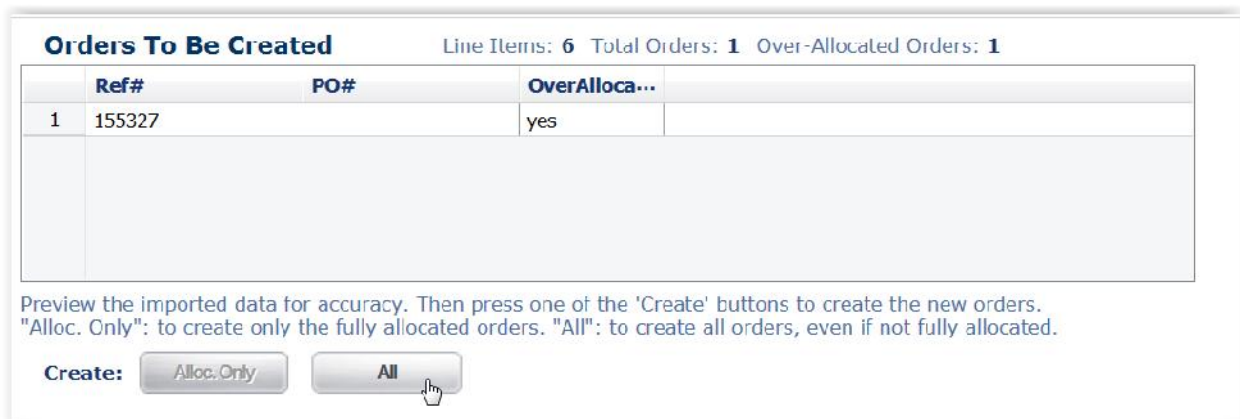 Orders To Be Created Line Items: 6 Total Orders: 1 Over-Allocated Orders: 1
Ref# PO# OverAlloca...
1 155327 yes
Preview the imported data for accuracy. Then press one of the 'Create' buttons to create the new orders.
"Alloc. Only": to create only the fully allocated orders. "All": to create all orders, even if not fully allocated.
Create: Alloc. Only All